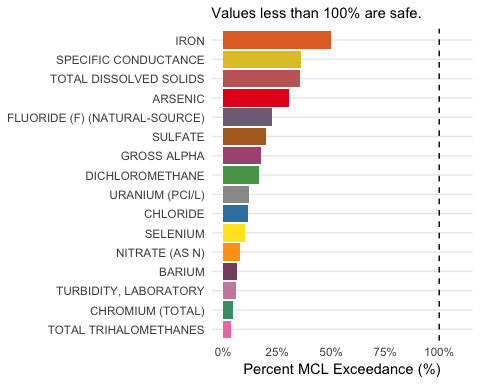 Values less than 100% are safe.
IRON
SPECIFIC CONDUCTANCE
TOTAL DISSOLVED SOLIDS
ARSENIC
FLUORIDE (F) (NATURAL-SOURCE)
SULFATE
GROSS ALPHA
DICHLOROMETHANE
URANIUM (PCI/L)
CHLORIDE
SELENIUM
NITRATE (AS N)
BARIUM
TURBIDITY, LABORATORY
CHROMIUM (TOTAL)
TOTAL TRIHALOMETHANES
0% 25% 50% 75% 100%
Percent MCL Exceedance (%)